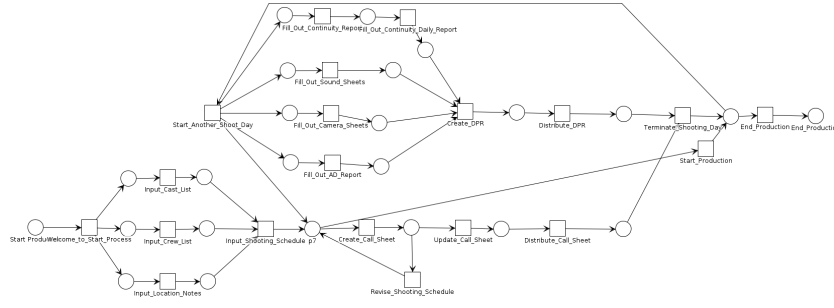 Fill_Out_Continuity_Report
Fill_Out_Continuity_Daily_Report
Fill_Out_Sound_Sheets
Start_Another_Shoot_Day
Fill_Out_Camera_Sheets
Create_DPR
Distribute_DPR
Terminate_Shooting_Day
End_Production
End_Producti
Start_Production
Fill_Out_AD_Report
Input_Cast_List
Start Produ
Welcome_to_Start_Process
Input_Crew_List
Input_Shooting_Schedule
p7
Create_Call_Sheet
Update_Call_Sheet
Distribute_Call_Sheet
Input_Location_Notes
Revise_Shooting_Schedule